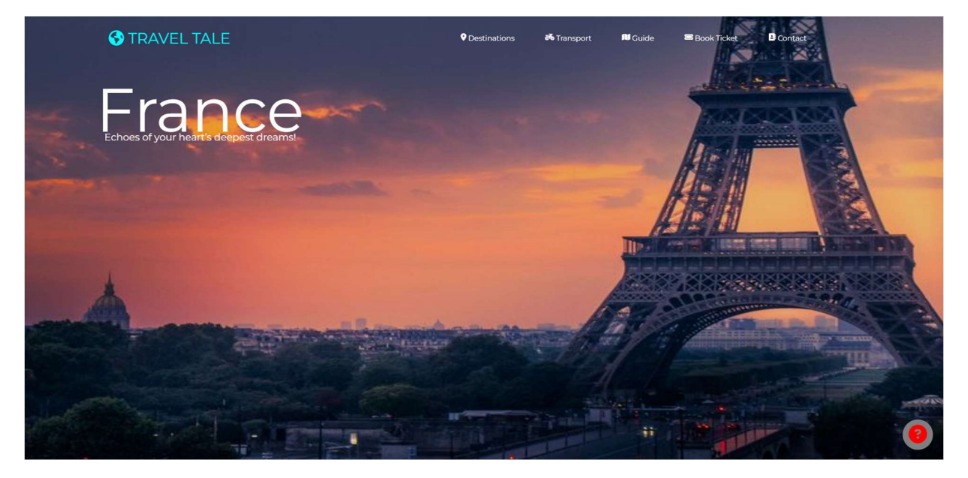 TRAVEL TALE
Destinations
Transport
Guide
Book Ticket
Contact
France
Echoes of your heart's deepest dreams!
?